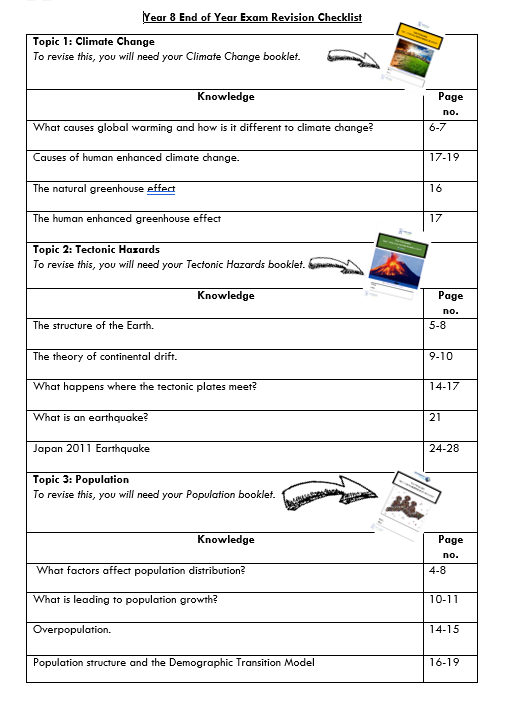 Year 8 End of Year Exam Revision Checklist
Topic 1: Climate Change
To revise this, you will need your Climate Change booklet.
Knowledge Page
no.
What causes global warming and how is it different to climate change? 6-7
Causes of human enhanced climate change. 17-19
The natural greenhouse effect 16
The human enhanced greenhouse effect 17
Topic 2: Tectonic Hazards
To revise this, you will need your Tectonic Hazards booklet.
Knowledge Page
no.
The structure of the Earth. 5-8
The theory of continental drift. 9-10
What happens where the tectonic plates meet? 14-17
What is an earthquake? 21
Japan 2011 Earthquake 24-28
Topic 3: Population
To revise this, you will need your Population booklet.
Knowledge Page
no.
What factors affect population distribution? 4-8
What is leading to population growth? 10-11
Overpopulation. 14-15
Population structure and the Demographic Transition Model 16-19